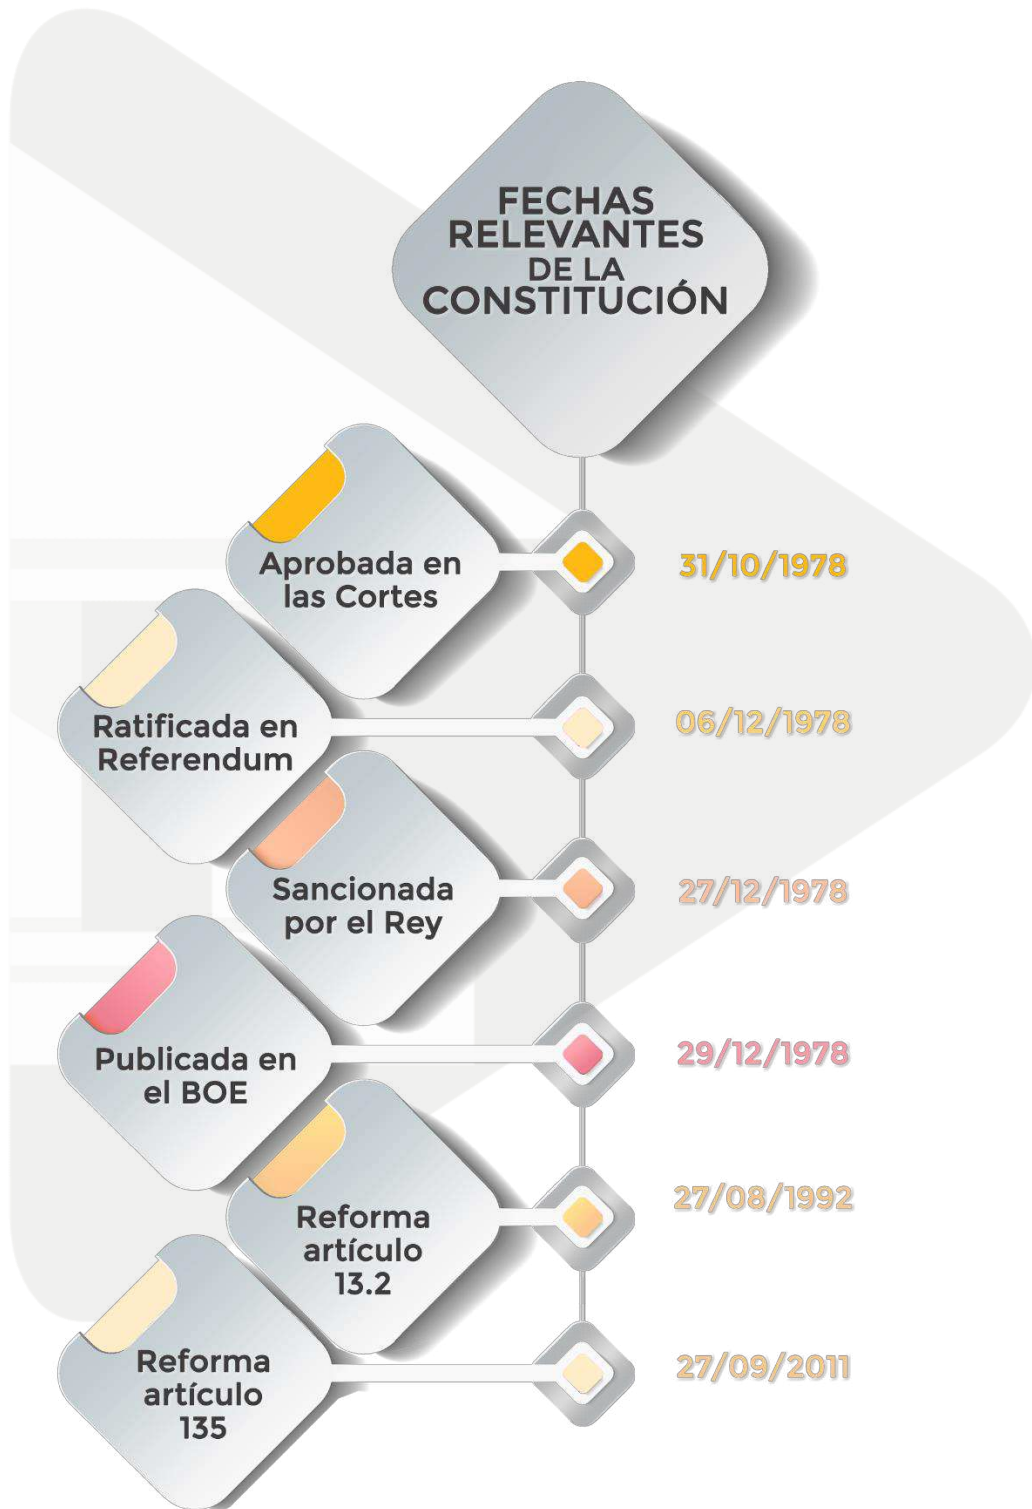 FECHAS
RELEVANTES
DE LA
CONSTITUCIÓN
Aprobada en
las Cortes
31/10/1978
Ratificada en
Referendum
06/12/1978
Sancionada
por el Rey
27/12/1978
Publicada en
el BOE
29/12/1978
Reforma
artículo
13.2
27/08/1992
Reforma
artículo
135
27/09/2011